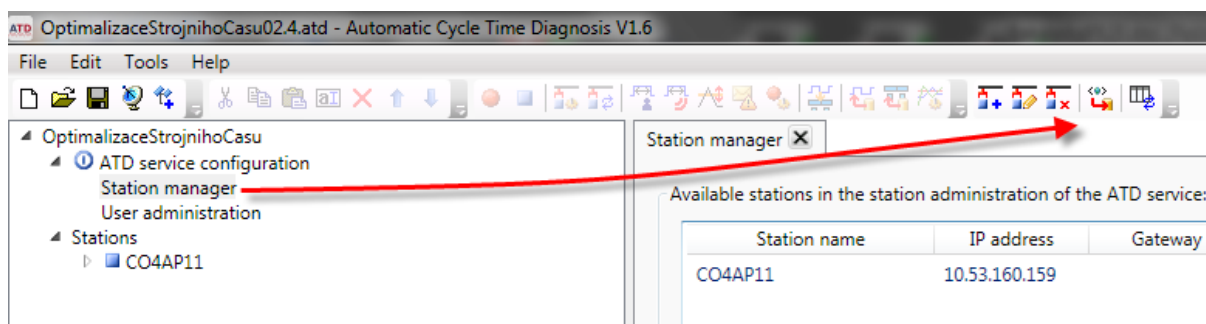 ATD OptimalizaceStrojnihoCasu02.4.atd - Automatic Cycle Time Diagnosis V1.6
File Edit Tools Help
OptimalizaceStrojnihoCasu
ATD service configuration
Station manager
User administration
Stations
CO4AP11
Station manager
Available stations in the station administration of the ATD service:
Station name IP address Gateway
CO4AP11 10.53.160.159